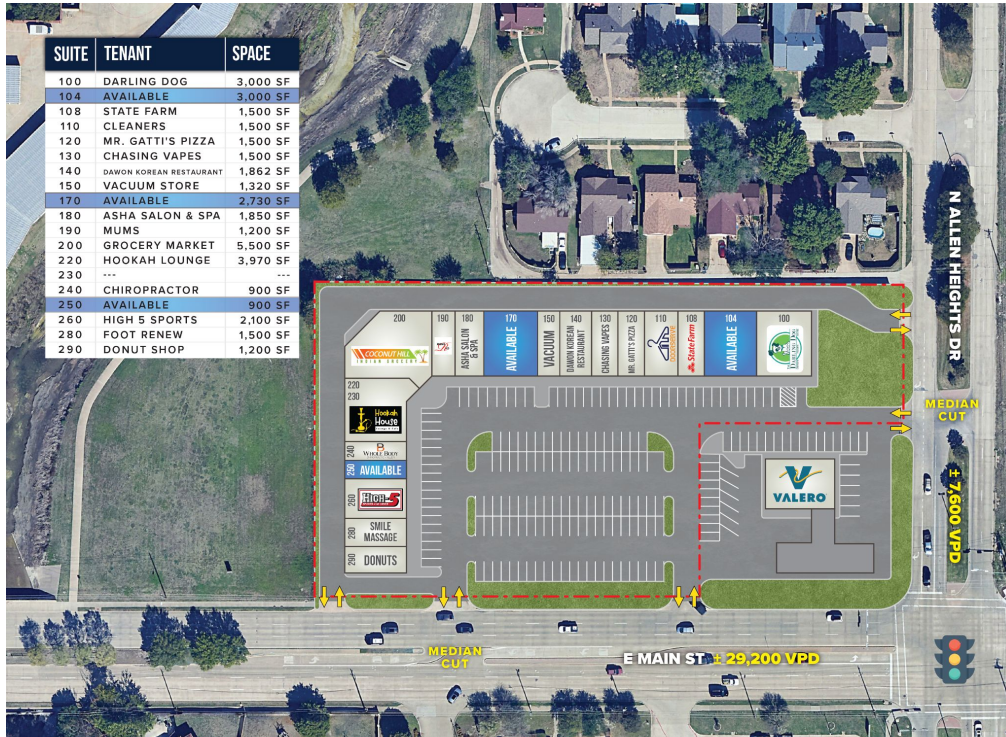 SUITE TENANT SPACE
100 DARLING DOG 3,000 SF
104 AVAILABLE 3,000 SF
108 STATE FARM 1,500 SF
110 CLEANERS 1,500 SF
120 MR. GATTI'S PIZZA 1,500 SF
130 CHASING VAPES 1,500 SF
140 DAWON KOREAN RESTAURANT 1,862 SF
150 VACUUM STORE 1,320 SF
170 AVAILABLE 2,730 SF
180 ASHA SALON & SPA 1,850 SF
190 MUMS 1,200 SF
200 GROCERY MARKET 5,500 SF
220 HOOKAH LOUNGE 3,970 SF
230 --- ---
240 CHIROPRACTOR 900 SF
250 AVAILABLE 900 SF
260 HIGH 5 SPORTS 2,100 SF
280 FOOT RENEW 1,500 SF
290 DONUT SHOP 1,200 SF
N ALLEN HEIGHTS DR
200
COCONUT HILL
INDIAN GROCERY
190
180
ASHA SALON
& SPA
170
AVAILABLE
150
VACUUM
140
DAWON KOREAN
RESTAURANT
130
CHASING VAPES
120
MR. GATTI'S PIZZA
110
108
State Farm
104
AVAILABLE
100
DARLING DOG
220
230
Hookah
House
240
WHOLE BODY
250
AVAILABLE
260
HIGH-5
280
SMILE
MASSAGE
290
DONUTS
MEDIAN
CUT
VALERO
± 7,600 VPD
MEDIAN
CUT
E MAIN ST ± 29,200 VPD